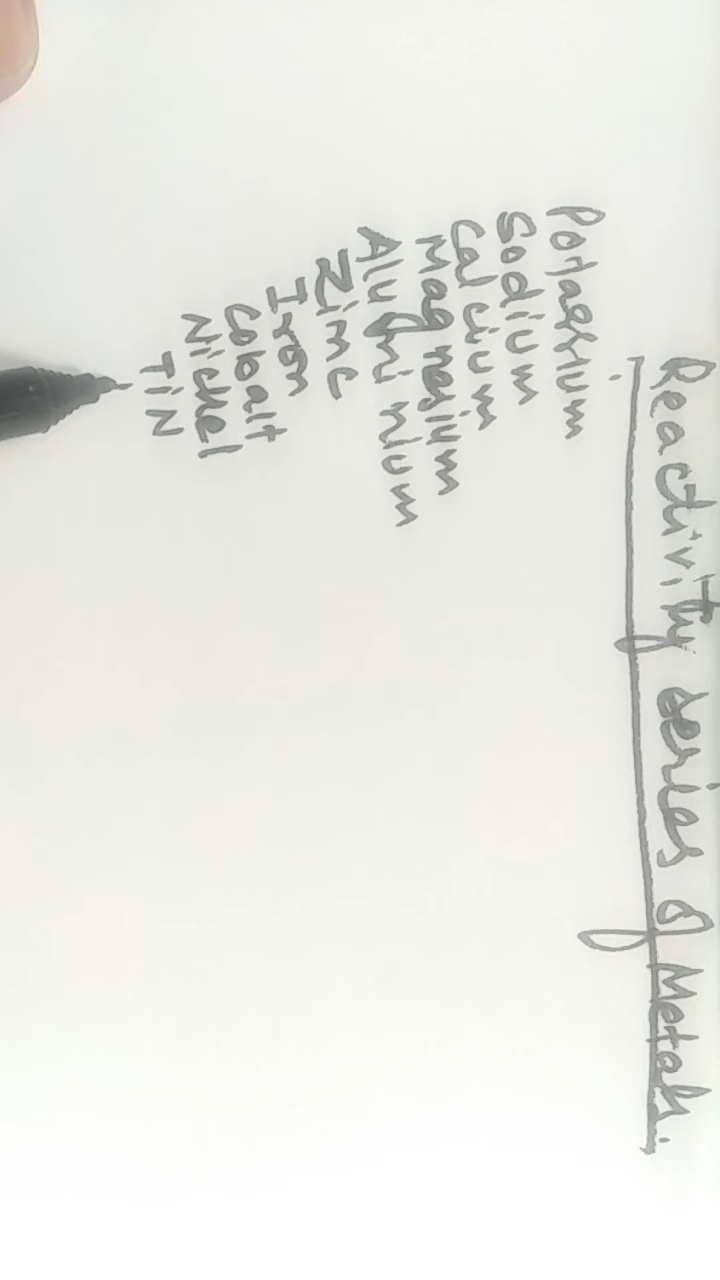 Reactivity series of Metals.
Potassium
Sodium
Calcium
Magnesium
Aluminium
Zinc
Iron
Cobalt
Nickel
TiN